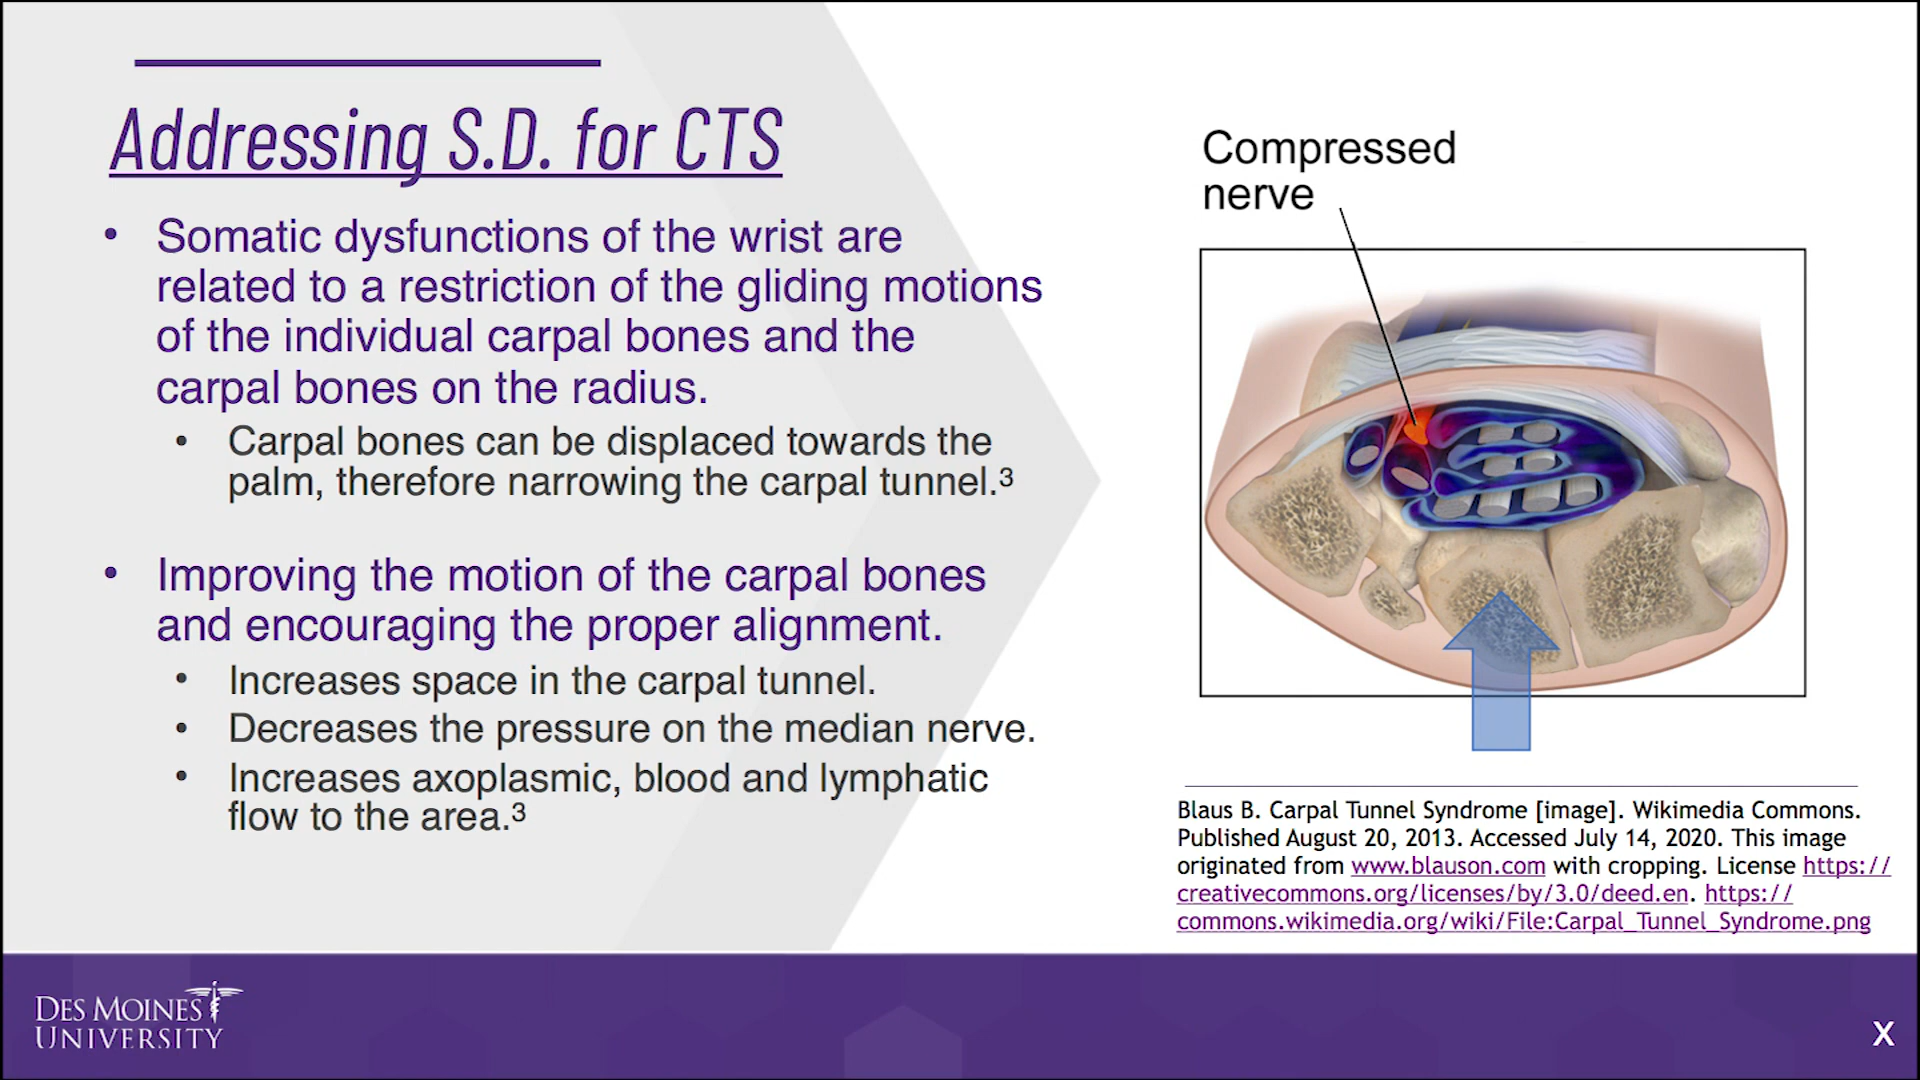 Addressing S.D. for CTS
• Somatic dysfunctions of the wrist are
related to a restriction of the gliding motions
of the individual carpal bones and the
carpal bones on the radius.
• Carpal bones can be displaced towards the
palm, therefore narrowing the carpal tunnel.³
• Improving the motion of the carpal bones
and encouraging the proper alignment.
• Increases space in the carpal tunnel.
• Decreases the pressure on the median nerve.
• Increases axoplasmic, blood and lymphatic
flow to the area.³
Compressed
nerve
Blaus B. Carpal Tunnel Syndrome [image]. Wikimedia Commons.
Published August 20, 2013. Accessed July 14, 2020. This image
originated from www.blauson.com with cropping. License https://
creativecommons.org/licenses/by/3.0/deed.en. https://
commons.wikimedia.org/wiki/File:Carpal_Tunnel_Syndrome.png
DES MOINES
UNIVERSITY
X